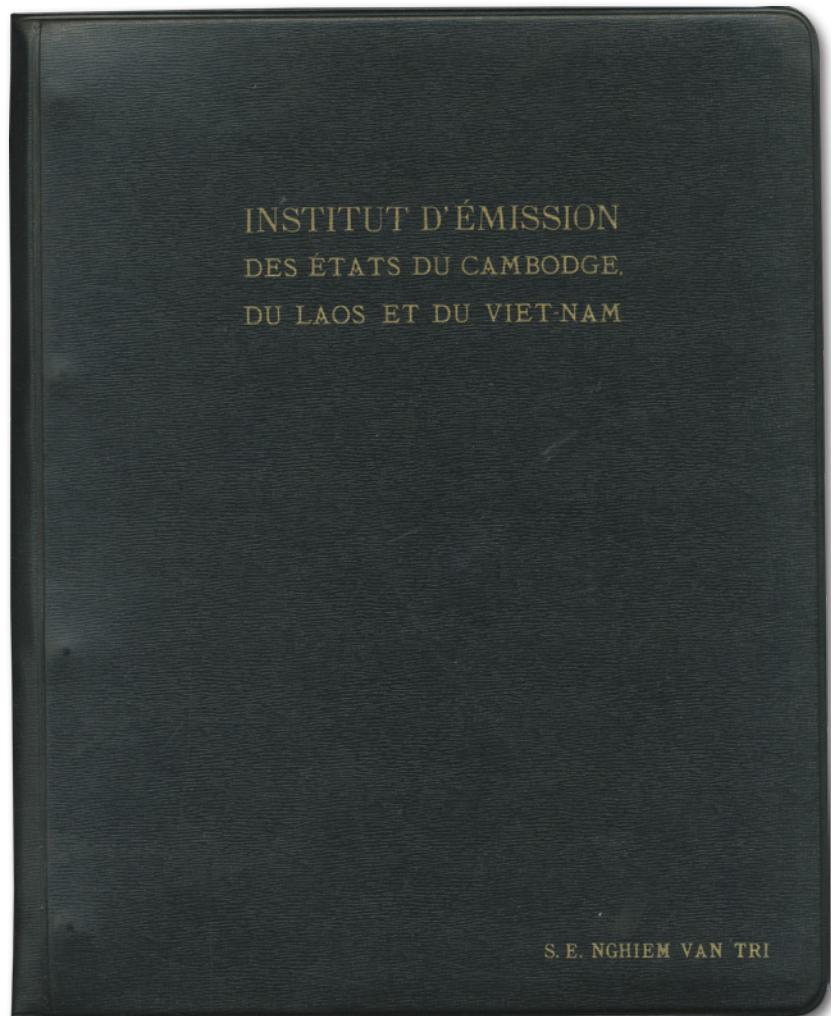 INSTITUT D'ÉMISSION
DES ÉTATS DU CAMBODGE,
DU LAOS ET DU VIET-NAM
S. E. NGHIEM VAN TRI